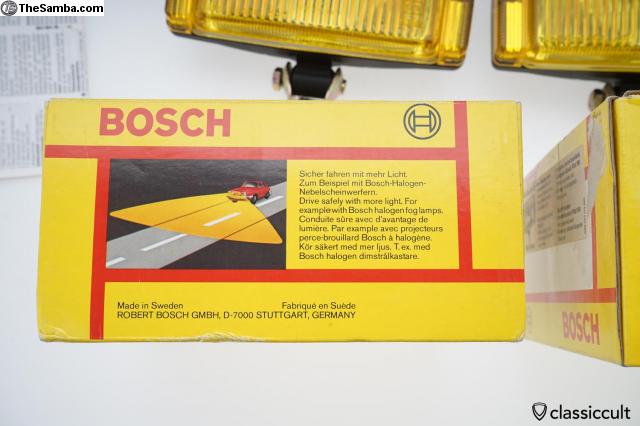 TheSamba.com
BOSCH
Sicher fahren mit mehr Licht.
Zum Beispiel mit Bosch-Halogen-
Nebelscheinwerfern.
Drive safely with more light. For
example with Bosch halogen fog lamps.
Conduite sûre avec d'avantage de
lumière. Par example avec projecteurs
perce-brouillard Bosch à halogène.
Kör säkert med mer ljus. T. ex. med
Bosch halogen dimstrålkastare.
Made in Sweden Fabriqué en Suède
ROBERT BOSCH GMBH, D-7000 STUTTGART, GERMANY
BOSCH
classiccult